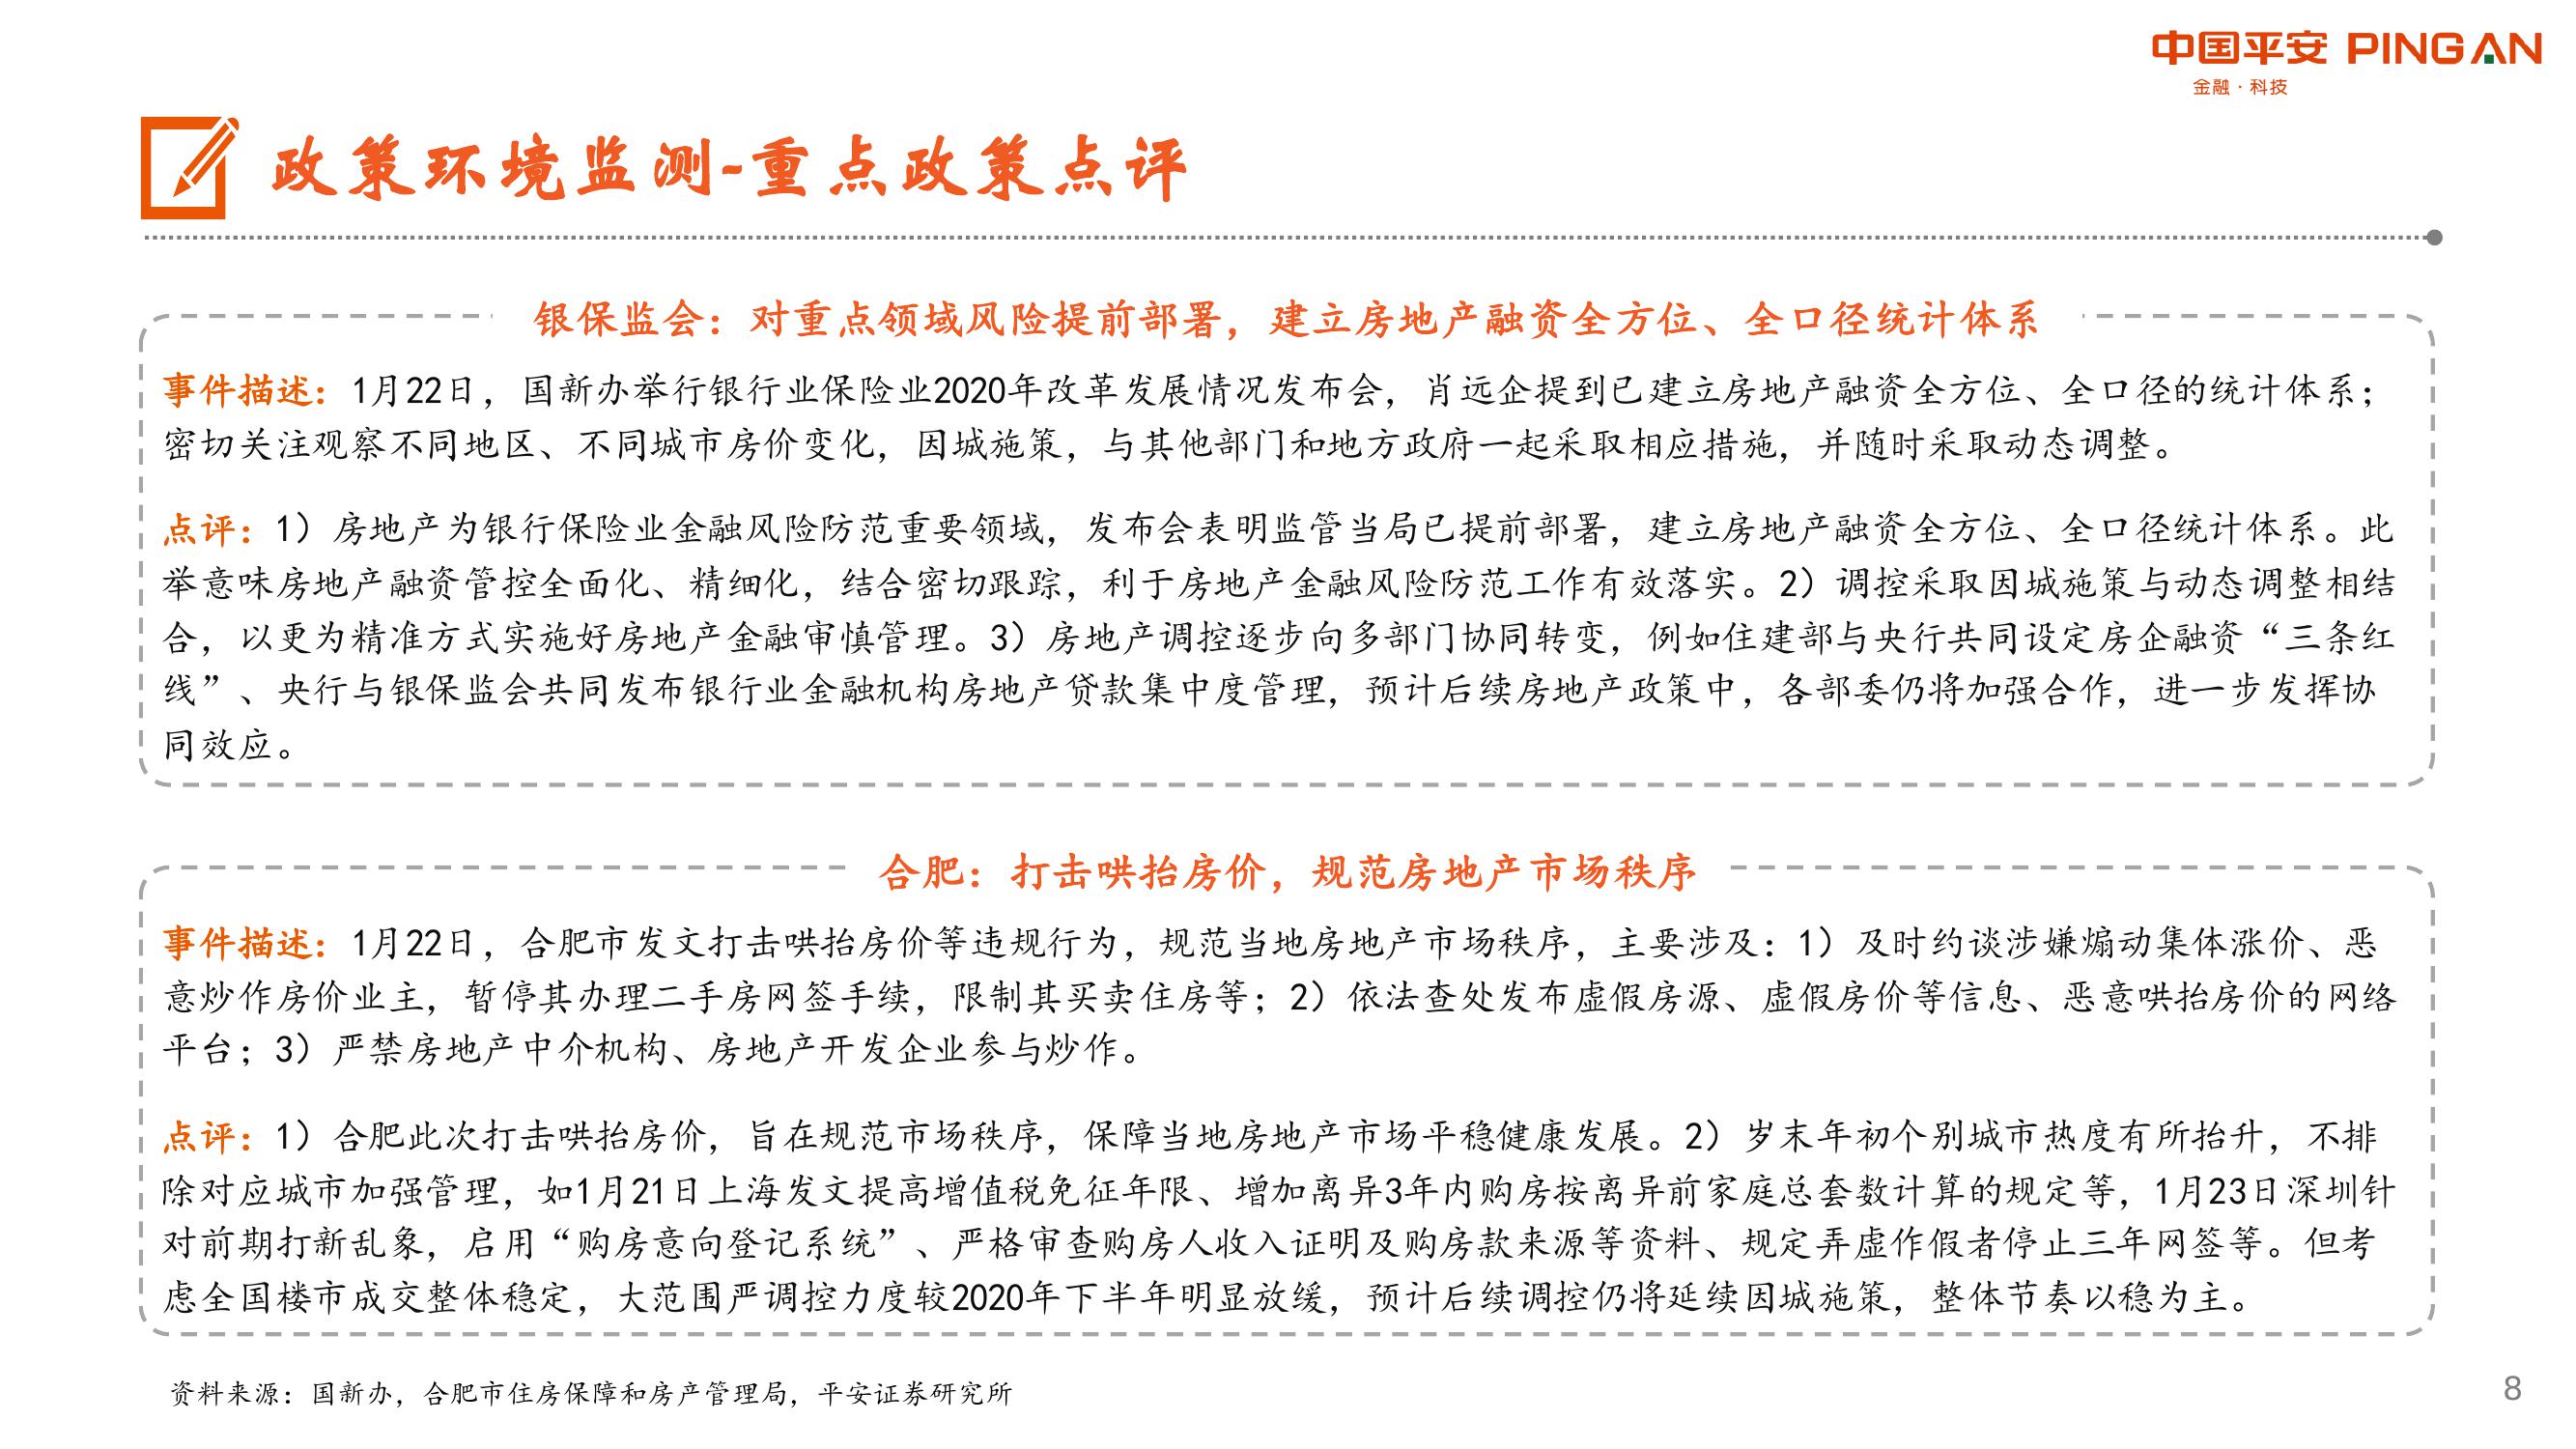 中国平安 PINGAN
金融·科技
政策环境监测-重点政策点评
银保监会：对重点领域风险提前部署，建立房地产融资全方位、全口径统计体系
事件描述：1月22日，国新办举行银行业保险业2020年改革发展情况发布会，肖远企提到已建立房地产融资全方位、全口径的统计体系；
密切关注观察不同地区、不同城市房价变化，因城施策，与其他部门和地方政府一起采取相应措施，并随时采取动态调整。
点评：1）房地产为银行保险业金融风险防范重要领域，发布会表明监管当局已提前部署，建立房地产融资全方位、全口径统计体系。此
举意味房地产融资管控全面化、精细化，结合密切跟踪，利于房地产金融风险防范工作有效落实。2）调控采取因城施策与动态调整相结
合，以更为精准方式实施好房地产金融审慎管理。3）房地产调控逐步向多部门协同转变，例如住建部与央行共同设定房企融资“三条红
线”、央行与银保监会共同发布银行业金融机构房地产贷款集中度管理，预计后续房地产政策中，各部委仍将加强合作，进一步发挥协
同效应。
合肥：打击哄抬房价，规范房地产市场秩序
事件描述：1月22日，合肥市发文打击哄抬房价等违规行为，规范当地房地产市场秩序，主要涉及：1）及时约谈涉嫌煽动集体涨价、恶
意炒作房价业主，暂停其办理二手房网签手续，限制其买卖住房等；2）依法查处发布虚假房源、虚假房价等信息、恶意哄抬房价的网络
平台；3）严禁房地产中介机构、房地产开发企业参与炒作。
点评：1）合肥此次打击哄抬房价，旨在规范市场秩序，保障当地房地产市场平稳健康发展。2）岁末年初个别城市热度有所抬升，不排
除对应城市加强管理，如1月21日上海发文提高增值税免征年限、增加离异3年内购房按离异前家庭总套数计算的规定等，1月23日深圳针
对前期打新乱象，启用“购房意向登记系统”、严格审查购房人收入证明及购房款来源等资料、规定弄虚作假者停止三年网签等。但考
虑全国楼市成交整体稳定，大范围严调控力度较2020年下半年明显放缓，预计后续调控仍将延续因城施策，整体节奏以稳为主。
资料来源：国新办，合肥市住房保障和房产管理局，平安证券研究所
8